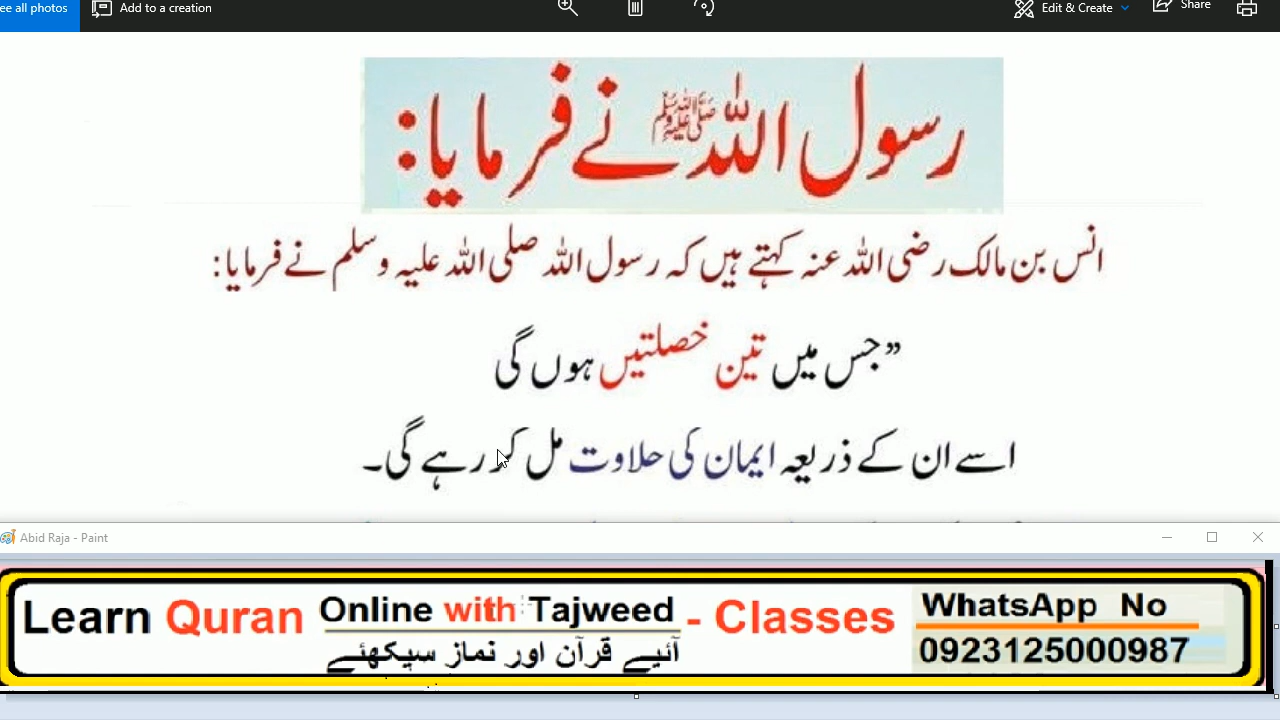 ee all photos
Add to a creation
Edit & Create
Share
رسول اللہ ﷺ نے فرمایا:
انس بن مالک رضی اللہ عنہ کہتے ہیں کہ رسول اللہ صلی اللہ علیہ وسلم نے فرمایا:
”جس میں تین خصلتیں ہوں گی
اسے ان کے ذریعہ ایمان کی حلاوت مل کر رہے گی۔
Abid Raja - Paint
Learn Quran Online with Tajweed - Classes
آئیے قرآن اور نماز سیکھئے
WhatsApp No
0923125000987